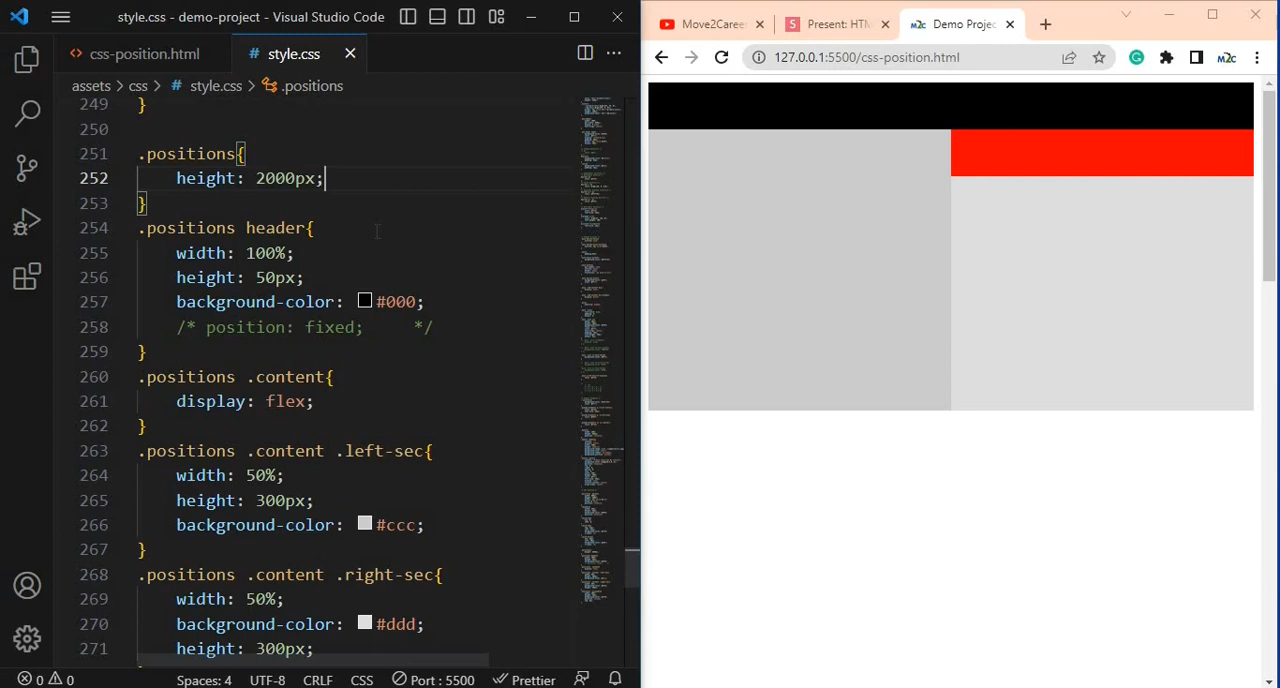 style.css - demo-project - Visual Studio Code
css-position.html
style.css
assets > css > style.css > .positions
249 }
250
251 .positions{
252 height: 2000px;
253 }
254 .positions header{
255 width: 100%;
256 height: 50px;
257 background-color: #000;
258 /* position: fixed; */
259 }
260 .positions .content{
261 display: flex;
262 }
263 .positions .content .left-sec{
264 width: 50%;
265 height: 300px;
266 background-color: #ccc;
267 }
268 .positions .content .right-sec{
269 width: 50%;
270 background-color: #ddd;
271 height: 300px;
0 0 Spaces: 4 UTF-8 CRLF CSS Port : 5500 Prettier
Move2Caree
Present: HTM
M2C Demo Projec
127.0.0.1:5500/css-position.html
M2C